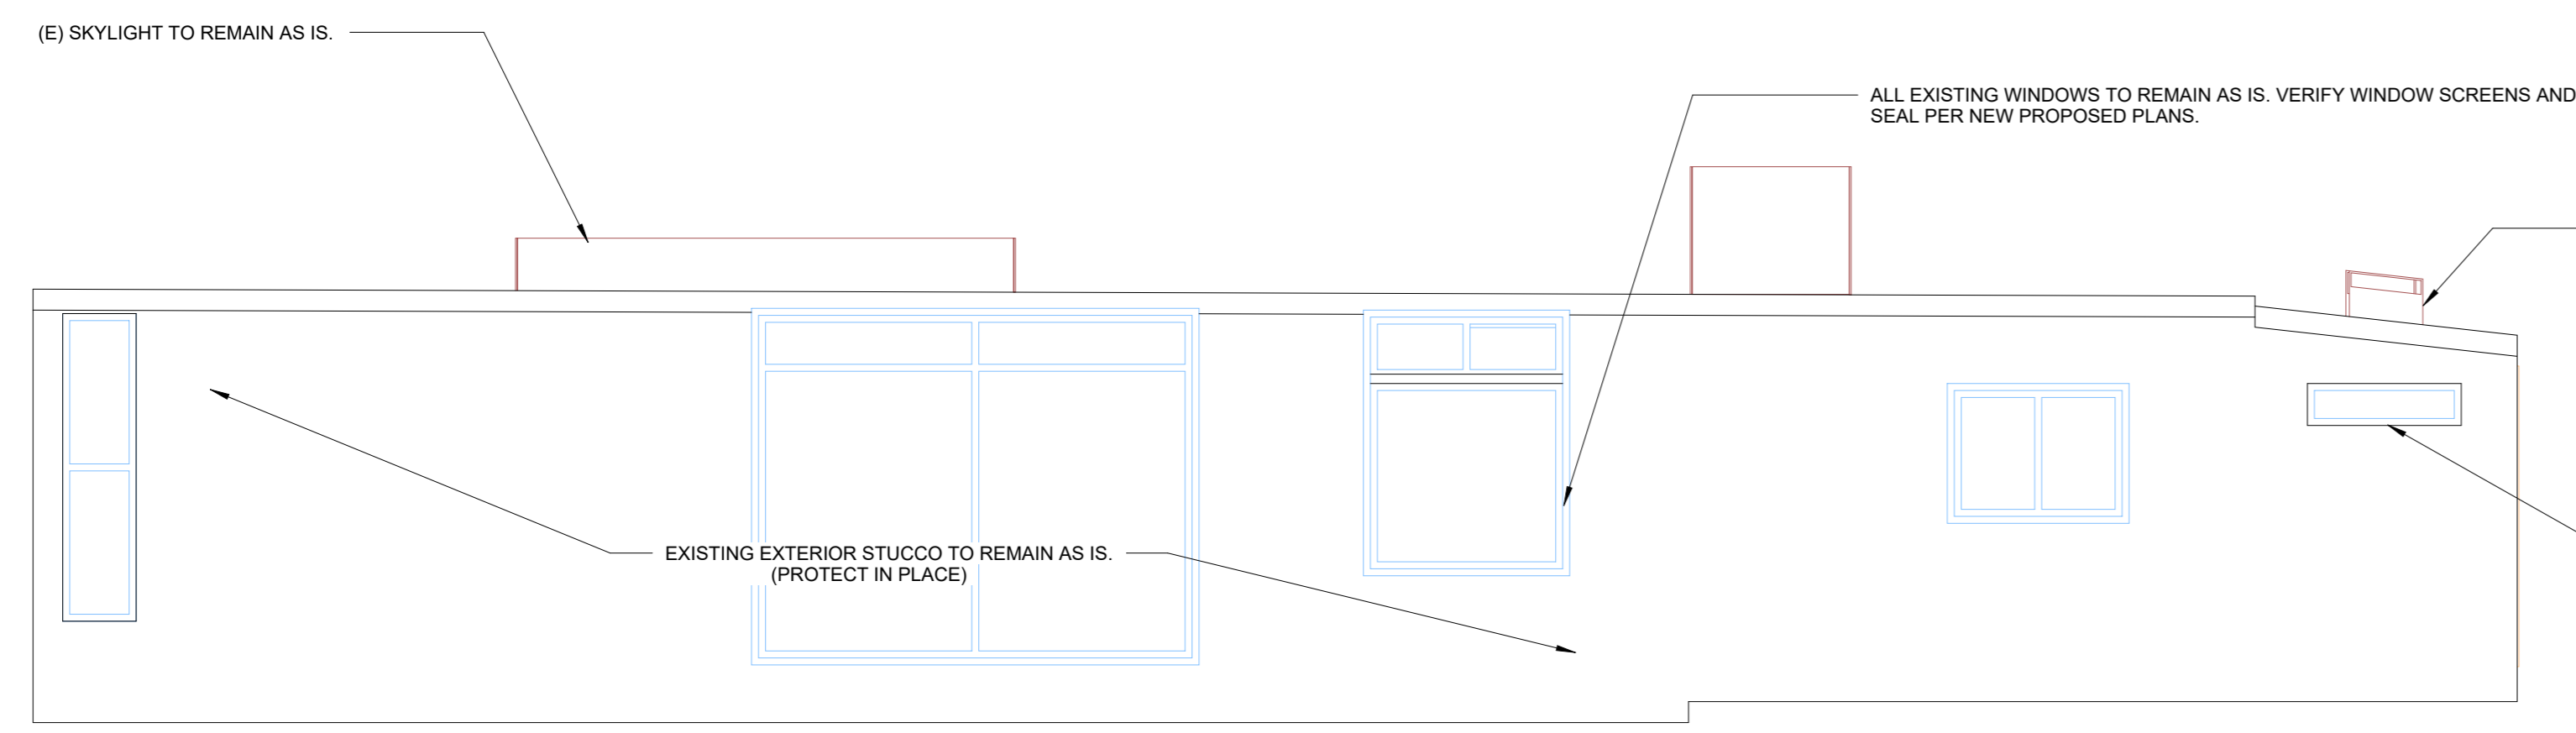 (E) SKYLIGHT TO REMAIN AS IS.
ALL EXISTING WINDOWS TO REMAIN AS IS. VERIFY WINDOW SCREENS AND
SEAL PER NEW PROPOSED PLANS.
EXISTING EXTERIOR STUCCO TO REMAIN AS IS.
(PROTECT IN PLACE)